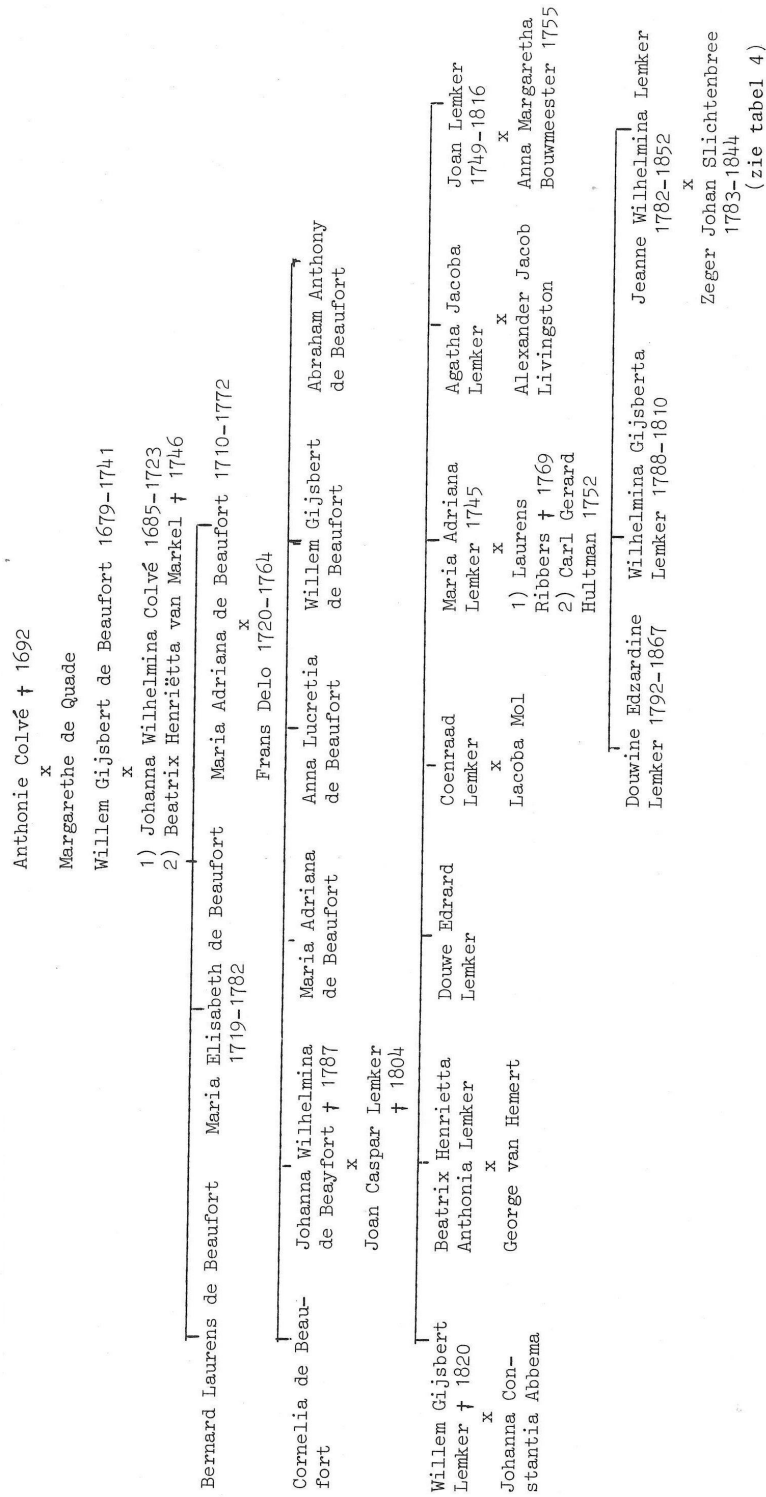 Anthonie Colvé † 1692
x
Margarethe de Quade
Willem Gijsbert de Beaufort 1679-1741
x
1) Johanna Wilhelmina Colvé 1685-1723
2) Beatrix Henriëtta van Markel † 1746
Bernard Laurens de Beaufort
Maria Elisabeth de Beaufort
1719-1782
Maria Adriana de Beaufort 1710-1772
x
Frans Delo 1720-1764
Cornelia de Beau-
fort
Johanna Wilhelmina
de Beayfort † 1787
x
Joan Caspar Lemker
† 1804
Maria Adriana
de Beaufort
Anna Lucretia
de Beaufort
Willem Gijsbert
de Beaufort
Abraham Anthony
de Beaufort
Willem Gijsbert
Lemker † 1820
x
Johanna Con-
stantia Abbema
Beatrix Henrietta
Anthonia Lemker
x
George van Hemert
Douwe Edrard
Lemker
Coenraad
Lemker
x
Lacoba Mol
Maria Adriana
Lemker 1745
x
1) Laurens
Ribbers † 1769
2) Carl Gerard
Hultman 1752
Agatha Jacoba
Lemker
x
Alexander Jacob
Livingston
Joan Lemker
1749-1816
x
Anna Margaretha
Bouwmeester 1755
Douwine Edzardine
Lemker 1792-1867
Wilhelmina Gijsberta
Lemker 1788-1810
Jeanne Wilhelmina Lemker
1782-1852
x
Zeger Johan Slichtenbree
1783-1844
(zie tabel 4)